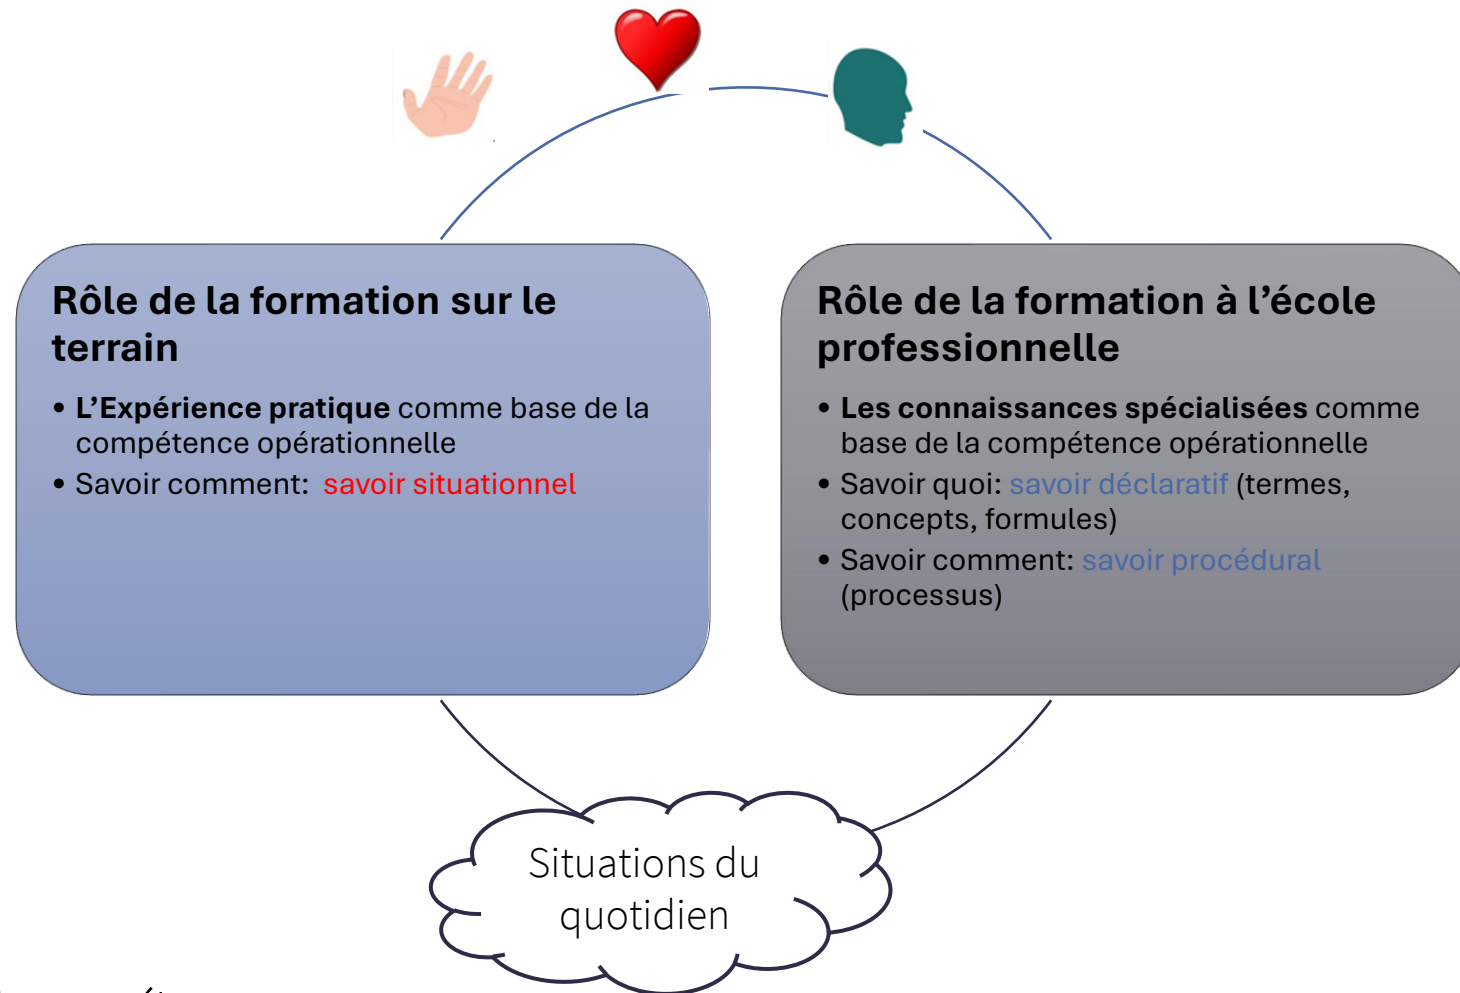 Rôle de la formation sur le
terrain
• L’Expérience pratique comme base de la
compétence opérationnelle
• Savoir comment: savoir situationnel
Rôle de la formation à l’école
professionnelle
• Les connaissances spécialisées comme
base de la compétence opérationnelle
• Savoir quoi: savoir déclaratif (termes,
concepts, formules)
• Savoir comment: savoir procédural
(processus)
Situations du
quotidien